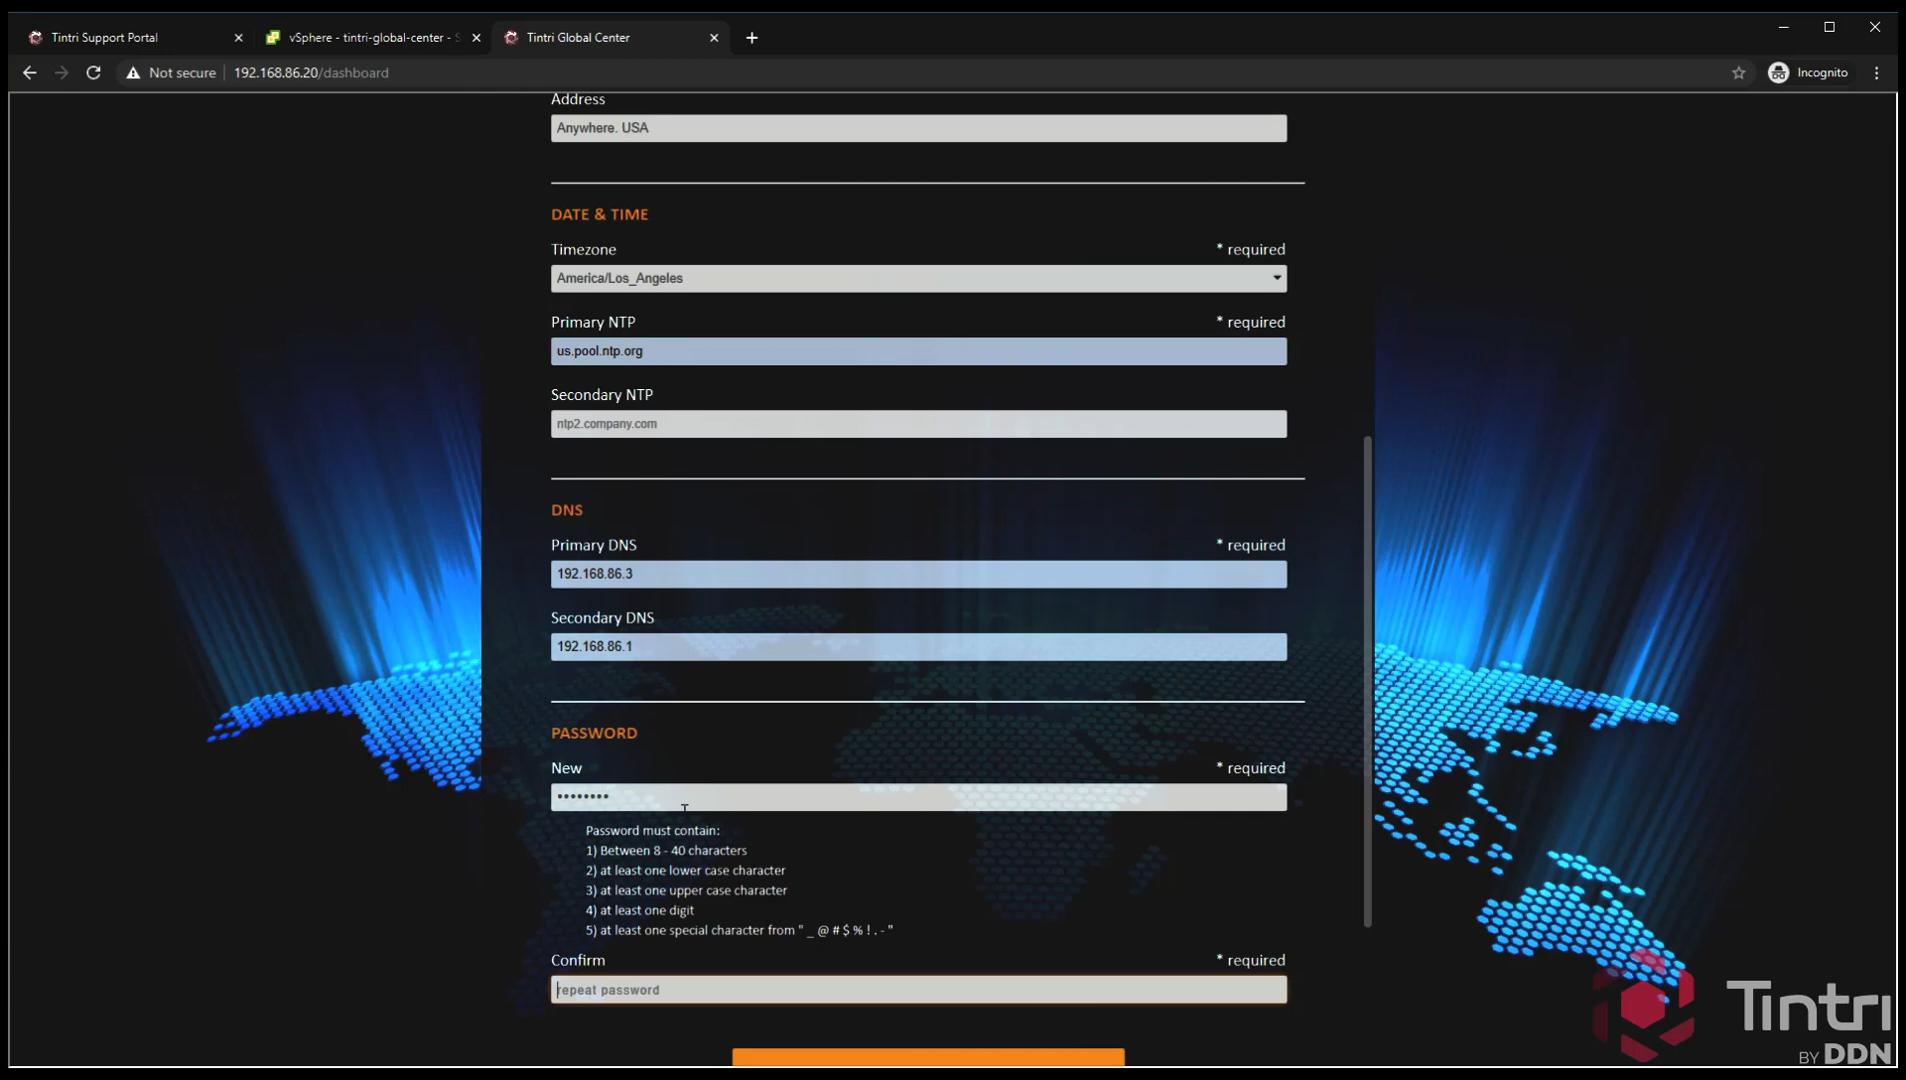 Tintri Support Portal
vSphere - tintri-global-center - S
Tintri Global Center
Not secure
192.168.86.20/dashboard
Incognito
Address
Anywhere. USA
DATE & TIME
Timezone
* required
America/Los_Angeles
Primary NTP
* required
us.pool.ntp.org
Secondary NTP
ntp2.company.com
DNS
Primary DNS
* required
192.168.86.3
Secondary DNS
192.168.86.1
PASSWORD
New
* required
••••••••
Password must contain:
1) Between 8 - 40 characters
2) at least one lower case character
3) at least one upper case character
4) at least one digit
5) at least one special character from " _ @ # $ % ! . - "
Confirm
* required
repeat password
Tintri
BY DDN